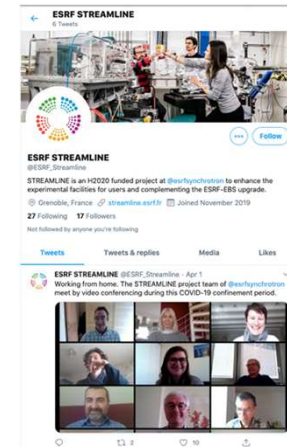 ESRF STREAMLINE
6 Tweets
Follow
ESRF STREAMLINE
@ESRF_Streamline
STREAMLINE is an H2020 funded project at @esrfsynchrotron to enhance the
experimental facilities for users and complementing the ESRF-EBS upgrade.
Grenoble, France streamline.esrf.fr Joined November 2019
27 Following 17 Followers
Not followed by anyone you're following
Tweets Tweets & replies Media Likes
ESRF STREAMLINE @ESRF_Streamline · Apr 1
Working from home. The STREAMLINE project team of @esrfsynchrotron
meet by video conferencing during this COVID-19 confinement period.
2 10